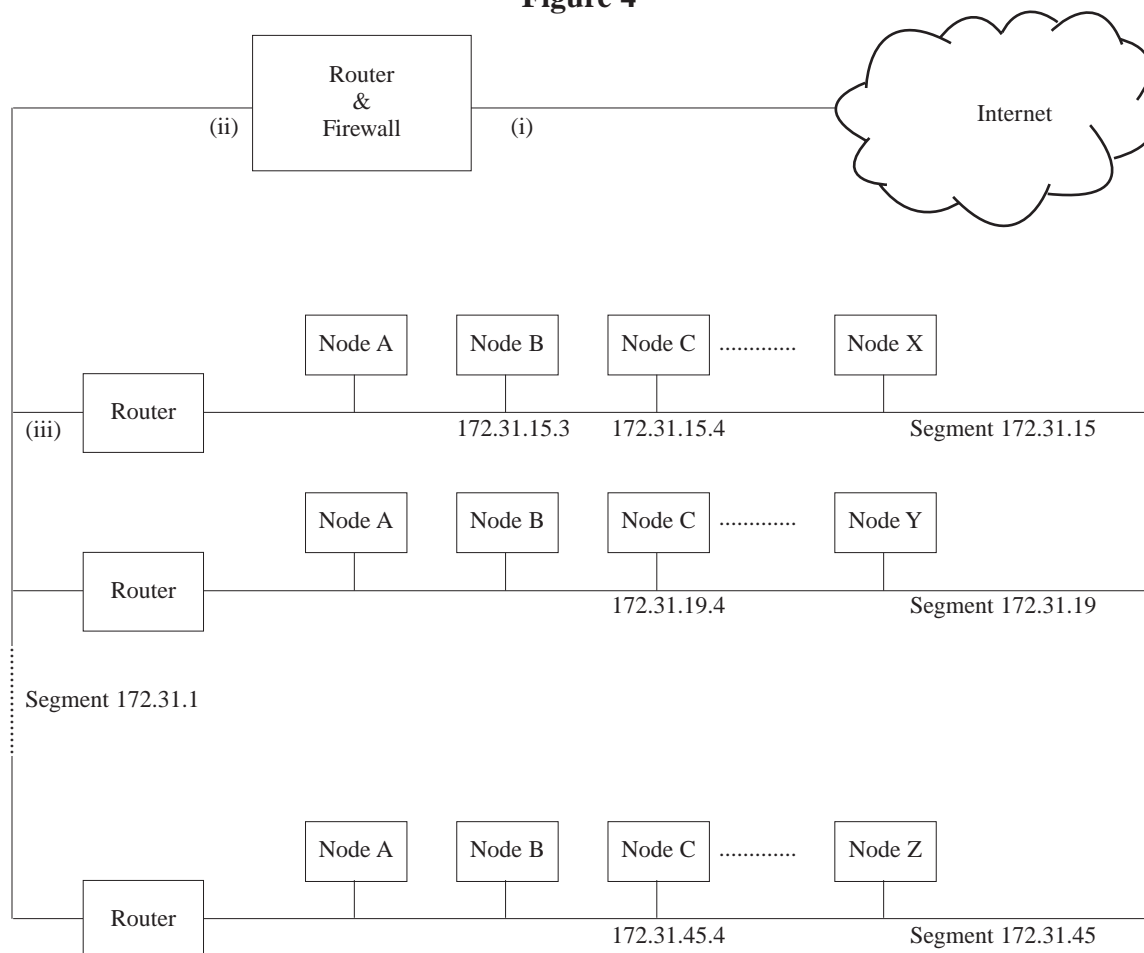 Figure 4
Router
&
Firewall
(ii)
(i)
Internet
Node A
Node B
Node C
.............
Node X
Router
(iii)
172.31.15.3
172.31.15.4
Segment 172.31.15
Node A
Node B
Node C
.............
Node Y
Router
172.31.19.4
Segment 172.31.19
Segment 172.31.1
Node A
Node B
Node C
.............
Node Z
Router
172.31.45.4
Segment 172.31.45